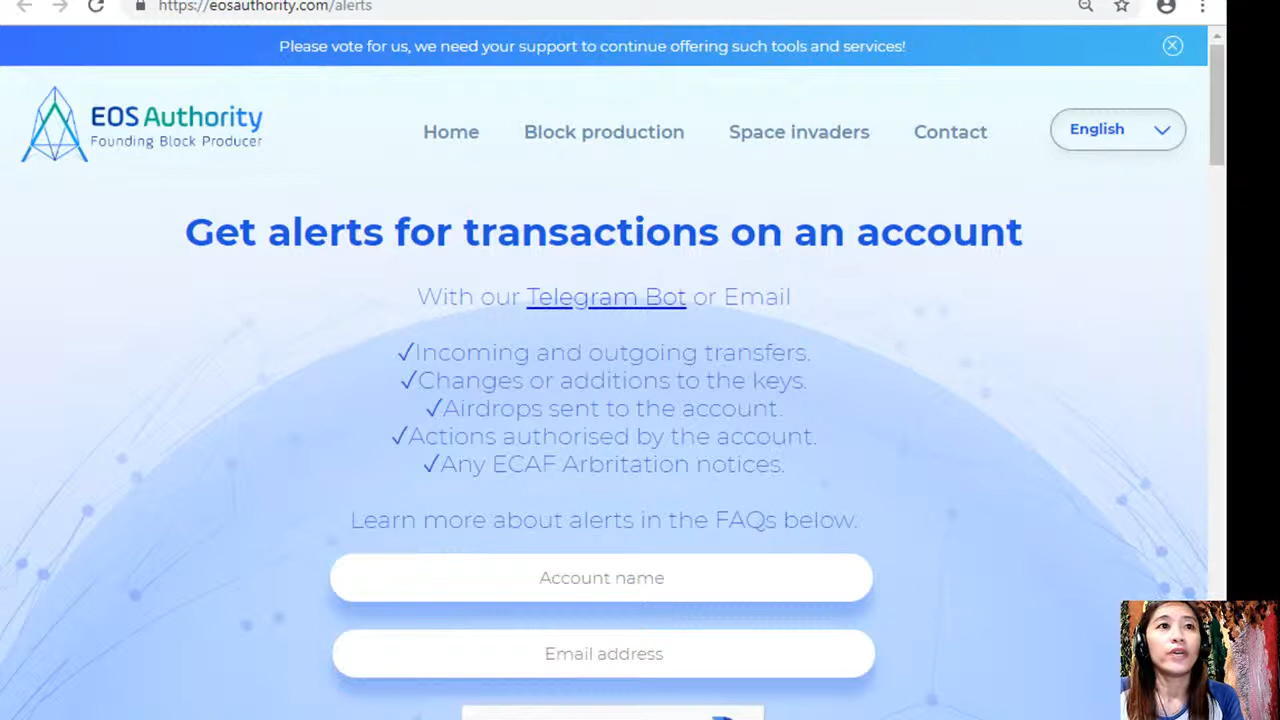 https://eosauthority.com/alerts
Please vote for us, we need your support to continue offering such tools and services!
EOS Authority
Founding Block Producer
Home
Block production
Space invaders
Contact
English
Get alerts for transactions on an account
With our Telegram Bot or Email
✓Incoming and outgoing transfers.
✓Changes or additions to the keys.
✓Airdrops sent to the account.
✓Actions authorised by the account.
✓Any ECAF Arbritation notices.
Learn more about alerts in the FAQs below.
Account name
Email address